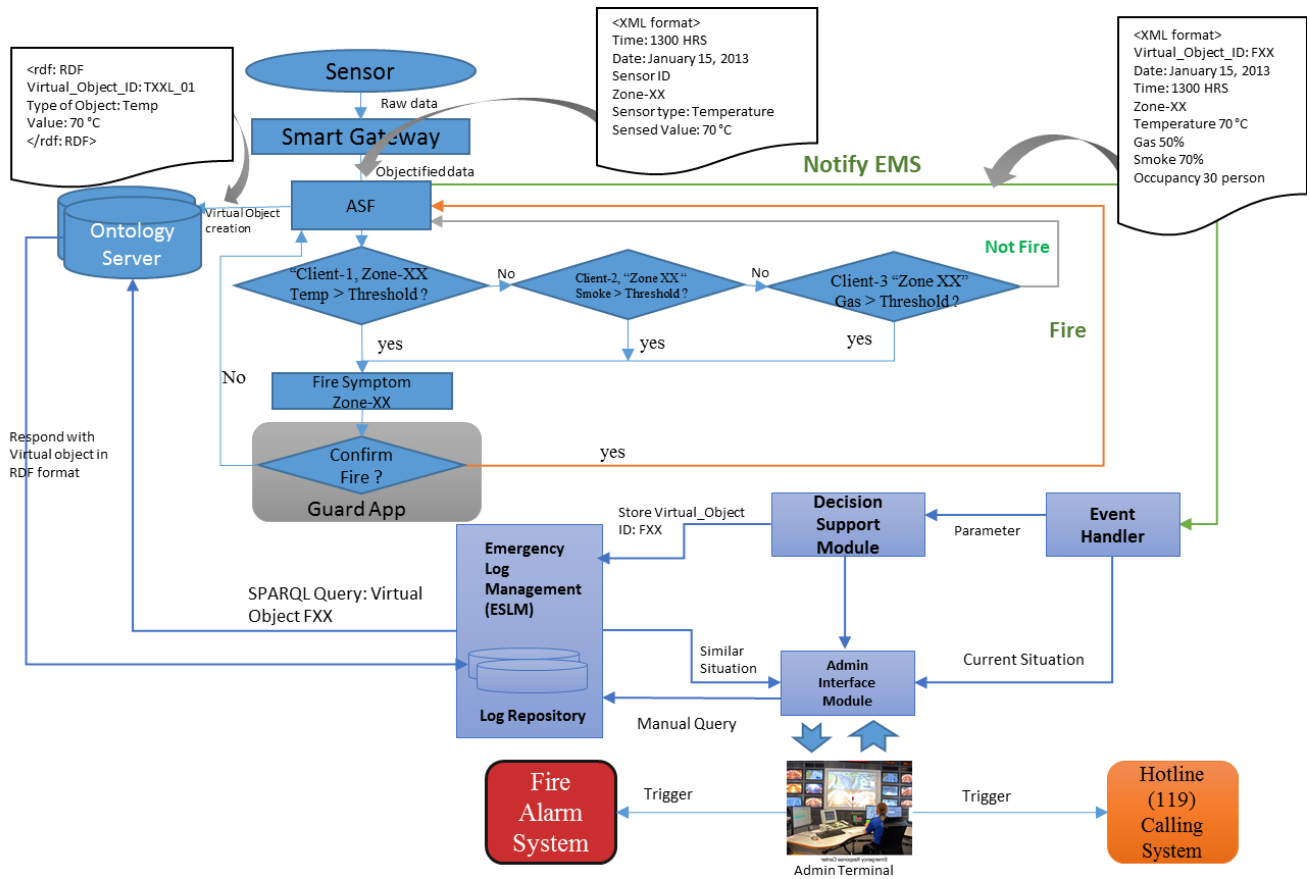 <rdf: RDF
Virtual_Object_ID: TXXL_01
Type of Object: Temp
Value: 70 °C
</rdf: RDF>
<XML format>
Time: 1300 HRS
Date: January 15, 2013
Sensor ID
Zone-XX
Sensor type: Temperature
Sensed Value: 70 °C
<XML format>
Virtual_Object_ID: FXX
Date: January 15, 2013
Time: 1300 HRS
Zone-XX
Temperature 70 °C
Gas 50%
Smoke 70%
Occupancy 30 person
Sensor
Raw data
Smart Gateway
Objectified data
Notify EMS
ASF
Virtual Object
creation
Ontology
Server
Not Fire
"Client-1, Zone-XX
Temp > Threshold ?
No
Client-2, "Zone XX "
Smoke > Threshold ?
No
Client-3 "Zone XX"
Gas > Threshold ?
Fire
yes
yes
yes
No
Fire Symptom
Zone-XX
Respond with
Virtual object in
RDF format
Confirm
Fire ?
yes
Guard App
Store Virtual_Object
ID: FXX
Decision
Support
Module
Parameter
Event
Handler
Emergency
Log
Management
(ESLM)
SPARQL Query: Virtual
Object FXX
Similar
Situation
Admin
Interface
Module
Current Situation
Log Repository
Manual Query
Fire
Alarm
System
Trigger
Trigger
Hotline
(119)
Calling
System
Emergency Response Center
Admin Terminal